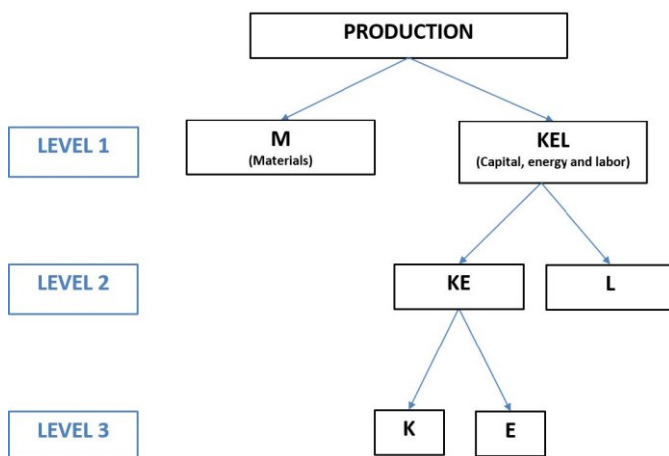 PRODUCTION
LEVEL 1
M
(Materials)
KEL
(Capital, energy and labor)
LEVEL 2
KE
L
LEVEL 3
K
E